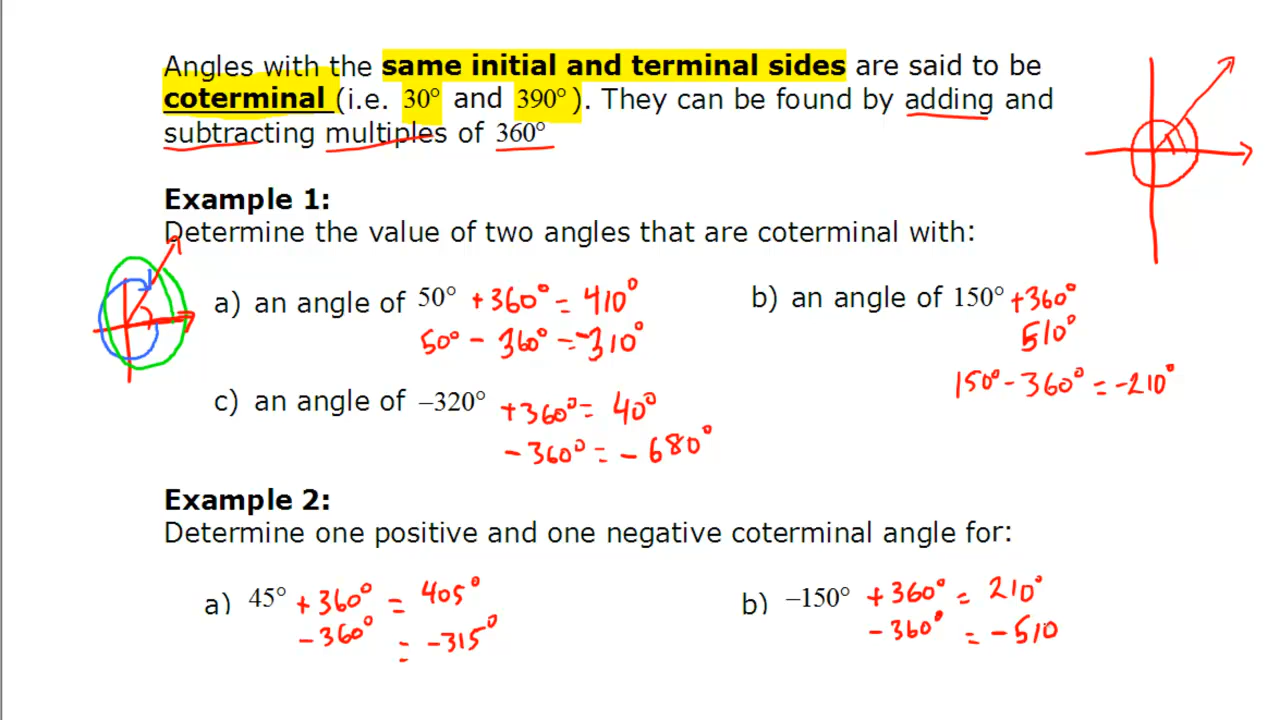 Angles with the same initial and terminal sides are said to be
coterminal (i.e. 30° and 390°). They can be found by adding and
subtracting multiples of 360°
Example 1:
Determine the value of two angles that are coterminal with:
a) an angle of 50° +360° = 410°
50° - 360° = -310°
b) an angle of 150° +360°
510°
150° - 360° = -210°
c) an angle of −320° +360° = 40°
- 360° = - 680°
Example 2:
Determine one positive and one negative coterminal angle for:
a) 45° + 360° = 405°
- 360° = -315°
b) −150° + 360° = 210°
- 360° = - 510